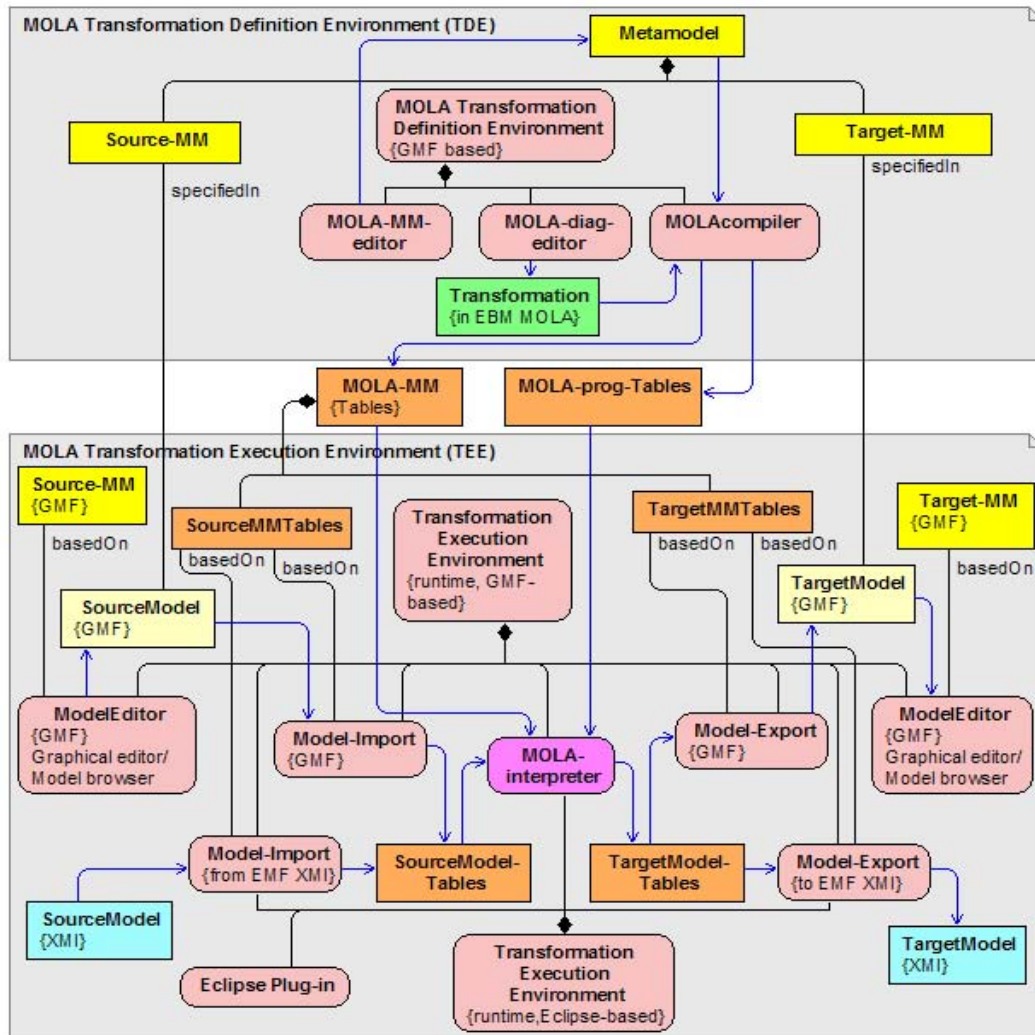 MOLA Transformation Definition Environment (TDE)
Metamodel
MOLA Transformation
Definition Environment
{GMF based}
Source-MM
Target-MM
specifiedIn
specifiedIn
MOLA-MM-
editor
MOLA-diag-
editor
MOLAcompiler
Transformation
{in EBM MOLA}
MOLA-MM
{Tables}
MOLA-prog-Tables
MOLA Transformation Execution Environment (TEE)
Source-MM
{GMF}
SourceMMTables
Transformation
Execution
Environment
{runtime, GMF-
based}
TargetMMTables
Target-MM
{GMF}
basedOn
basedOn
basedOn
basedOn
basedOn
basedOn
SourceModel
{GMF}
TargetModel
{GMF}
ModelEditor
{GMF}
Graphical editor/
Model browser
Model-Import
{GMF}
MOLA-
interpreter
Model-Export
{GMF}
ModelEditor
{GMF}
Graphical editor/
Model browser
Model-Import
{from EMF XMI}
SourceModel-
Tables
TargetModel-
Tables
Model-Export
{to EMF XMI}
SourceModel
{XMI}
TargetModel
{XMI}
Eclipse Plug-in
Transformation
Execution
Environment
{runtime,Eclipse-based}